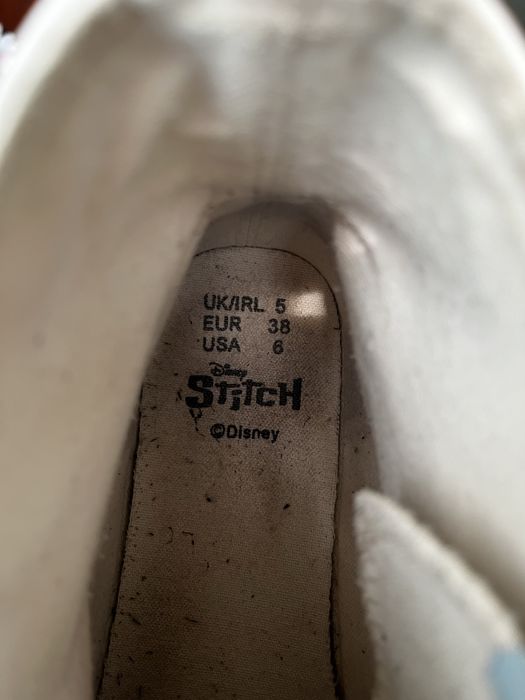 UK/IRL 5
EUR 38
USA 6
Disney
STITCH
©Disney